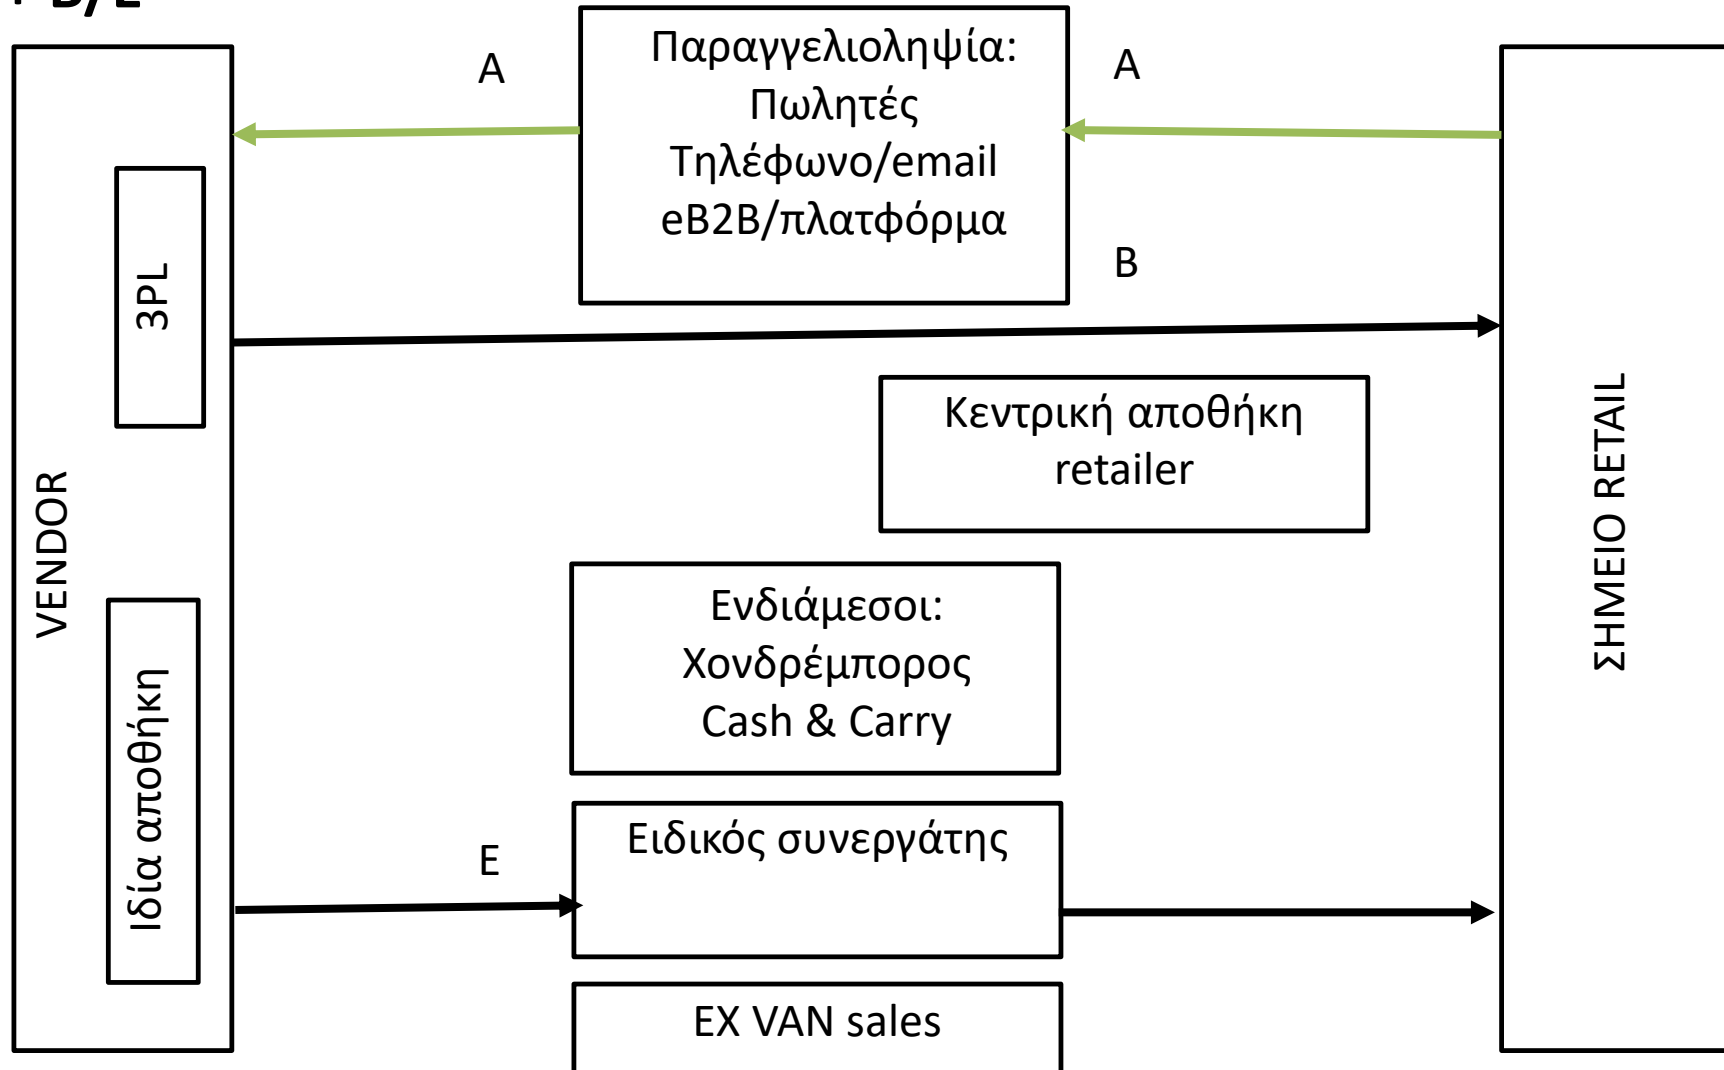 B/E
A
Παραγγελιοληψία:
Πωλητές
Τηλέφωνο/email
eB2B/πλατφόρμα
A
B
3PL
VENDOR
Ιδία αποθήκη
Κεντρική αποθήκη
retailer
Ενδιάμεσοι:
Χονδρέμπορος
Cash & Carry
E
Ειδικός συνεργάτης
EX VAN sales
ΣΗΜΕΙΟ RETAIL